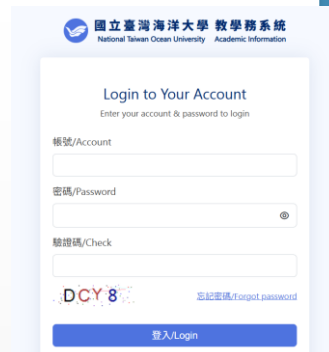 國立臺灣海洋大學 教學務系統
National Taiwan Ocean University Academic Information
Login to Your Account
Enter your account & password to login
帳號/Account
密碼/Password
驗證碼/Check
DCY8
忘記密碼/Forgot password
登入/Login